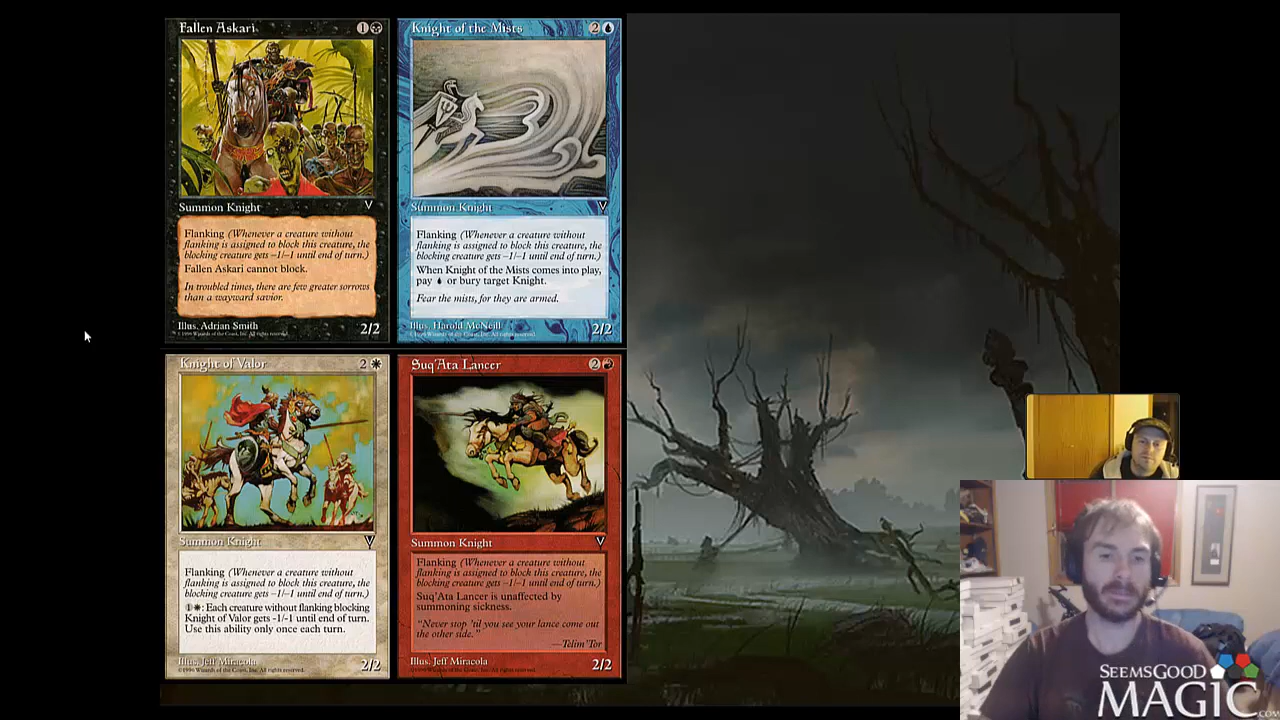 Fallen Askari 1
Summon Knight V
Flanking (Whenever a creature without
flanking is assigned to block this creature, the
blocking creature gets -1/-1 until end of turn.)
Fallen Askari cannot block.
In troubled times, there are few greater sorrows
than a wayward savior.
Illus. Adrian Smith
2/2
Knight of the Mists 2
Summon Knight V
Flanking (Whenever a creature without
flanking is assigned to block this creature, the
blocking creature gets -1/-1 until end of turn.)
When Knight of the Mists comes into play,
pay or bury target Knight.
Fear the mists, for they are armed.
Illus. Harold McNeill
2/2
Knight of Valor 2
Summon Knight V
Flanking (Whenever a creature without
flanking is assigned to block this creature, the
blocking creature gets -1/-1 until end of turn.)
1 : Each creature without flanking blocking
Knight of Valor gets -1/-1 until end of turn.
Use this ability only once each turn.
Illus. Jeff Miracola
2/2
Suq'Ata Lancer 2
Summon Knight V
Flanking (Whenever a creature without
flanking is assigned to block this creature, the
blocking creature gets -1/-1 until end of turn.)
Suq'Ata Lancer is unaffected by
summoning sickness.
"Never stop 'til you see your lance come out
the other side."
—Telim'Tor
Illus. Jeff Miracola
2/2
SEEMSGOOD
MAGIC.COM